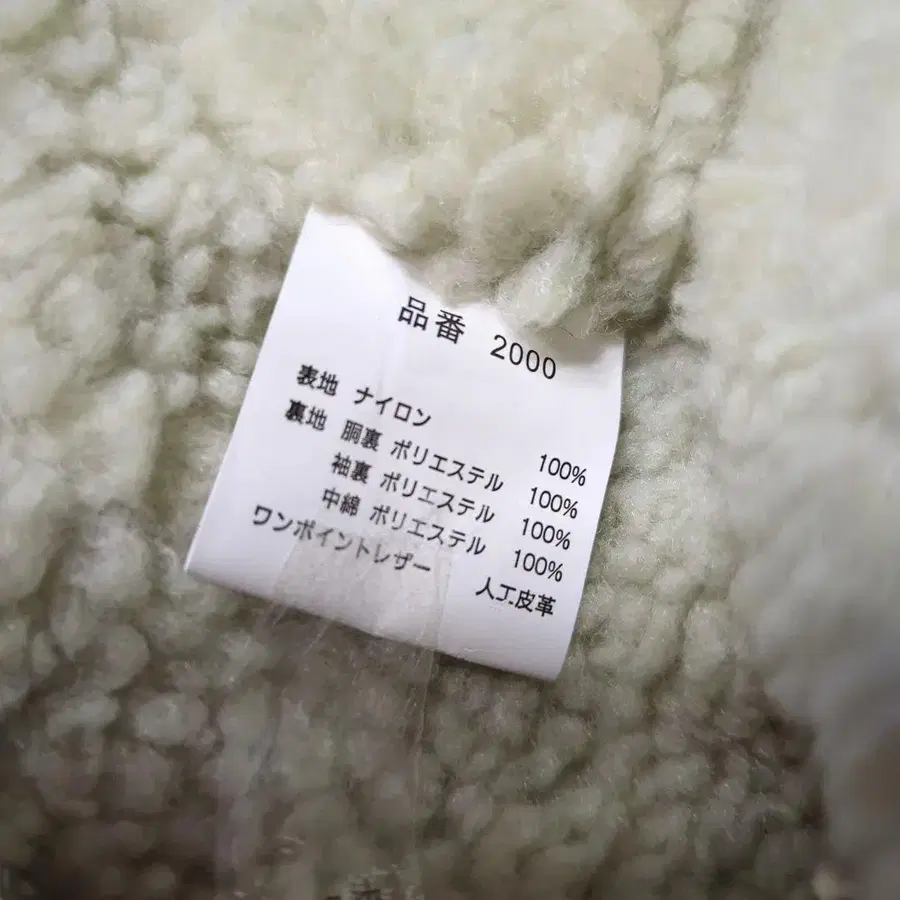 品番 2000
表地 ナイロン 100%
裏地 胴裏 ポリエステル 100%
袖裏 ポリエステル 100%
中綿 ポリエステル 100%
ワンポイントレザー 人工皮革